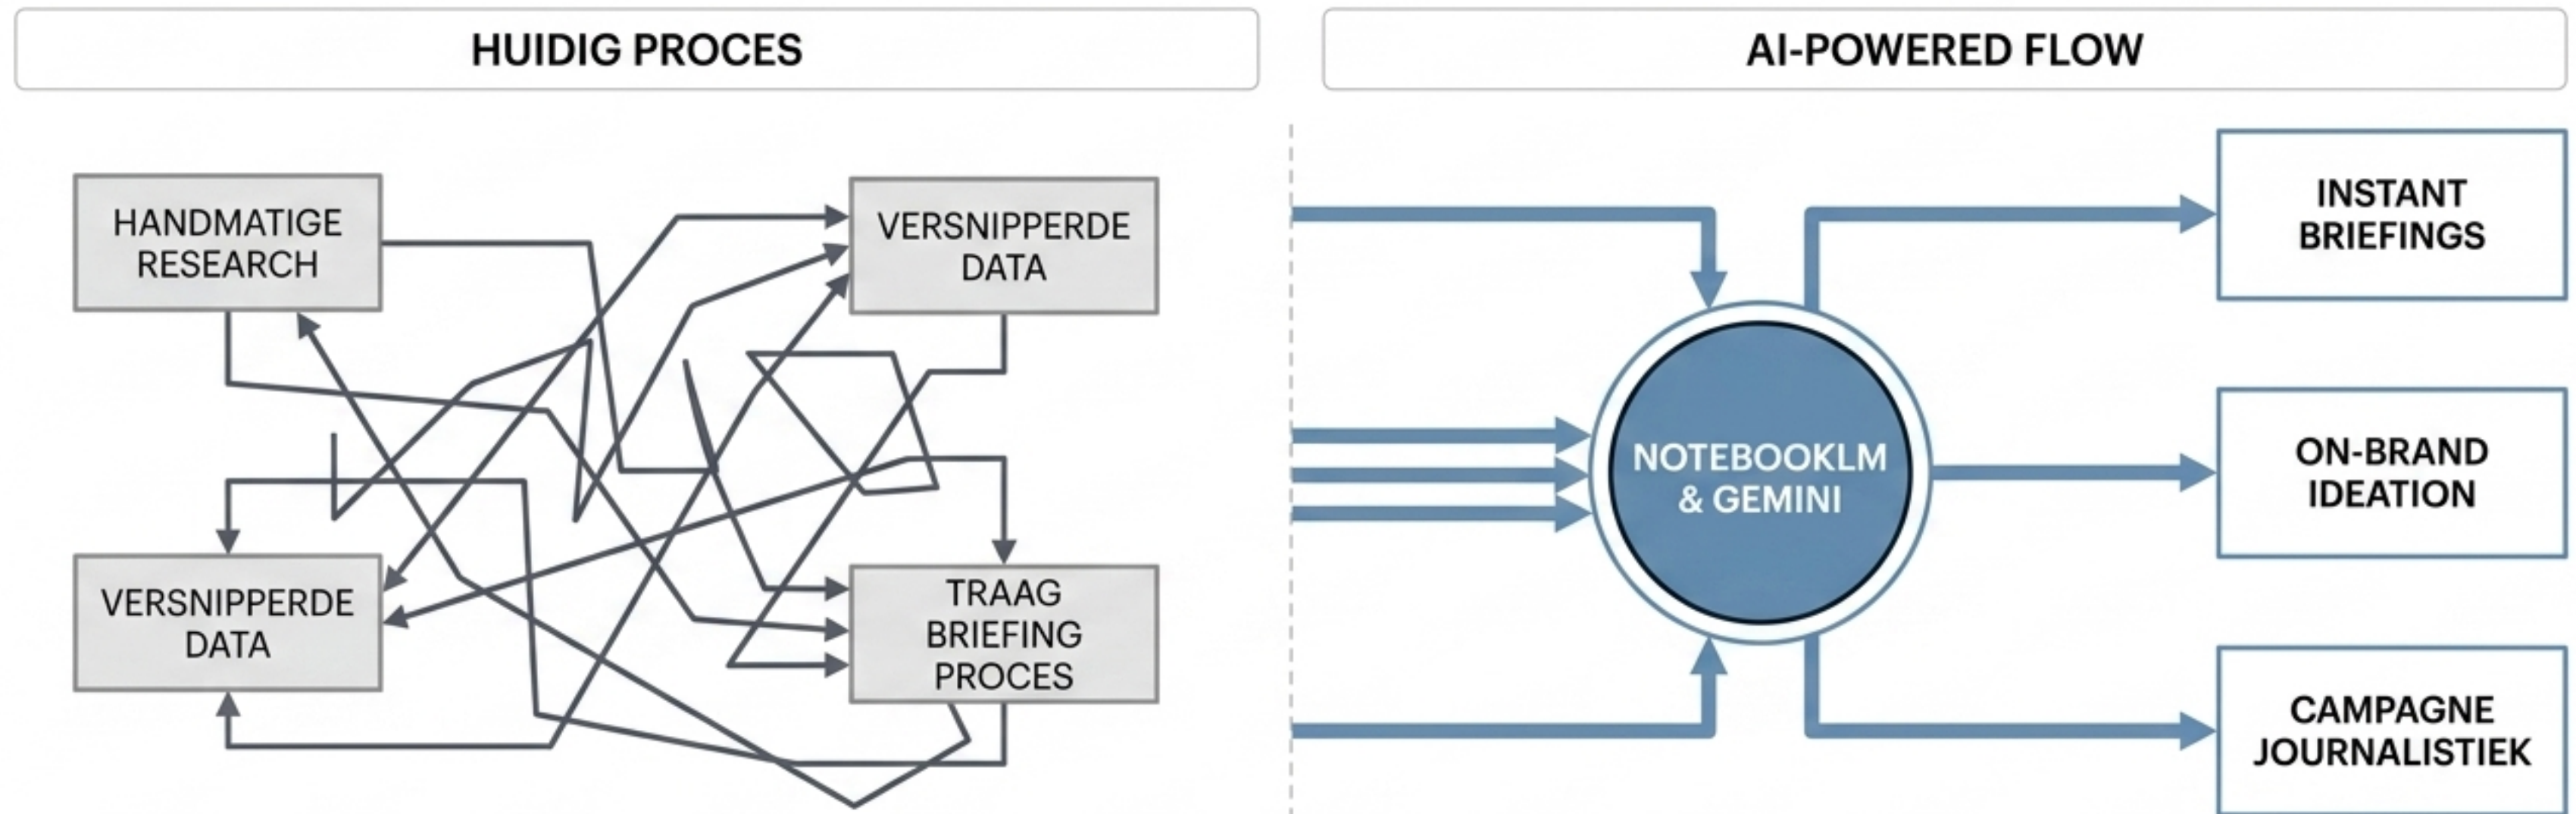 HUIDIG PROCES
HANDMATIGE
RESEARCH
VERSNIPPERDE
DATA
VERSNIPPERDE
DATA
TRAAG
BRIEFING
PROCES
AI-POWERED FLOW
NOTEBOOKLM
& GEMINI
INSTANT
BRIEFINGS
ON-BRAND
IDEATION
CAMPAGNE
JOURNALISTIEK